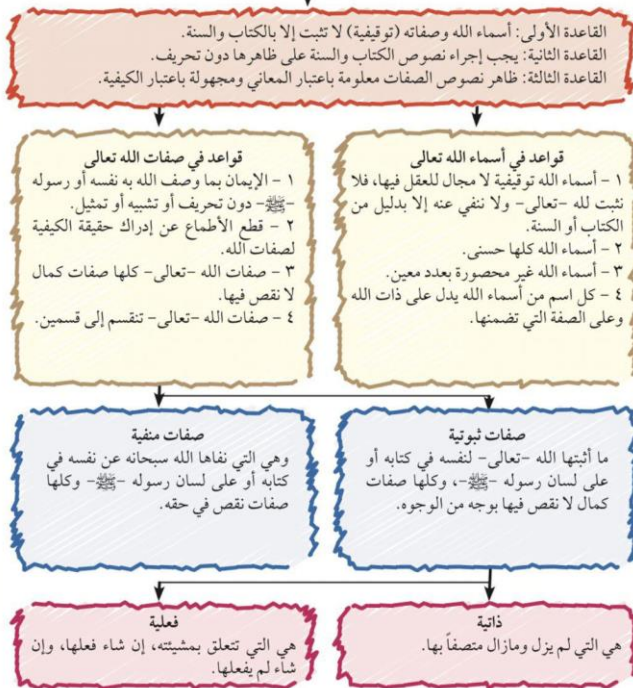 القاعدة الأولى: أسماء الله وصفاته (توقيفية) لا تثبت إلا بالكتاب والسنة.
القاعدة الثانية: يجب إجراء نصوص الكتاب والسنة على ظاهرها دون تحريف.
القاعدة الثالثة: ظاهر نصوص الصفات معلومة باعتبار المعاني ومجهولة باعتبار الكيفية.
قواعد في أسماء الله تعالى
١ - أسماء الله توقيفية لا مجال للعقل فيها، فلا
نثبت لله -تعالى- ولا ننفي عنه إلا بدليل من
الكتاب أو السنة.
٢ - أسماء الله كلها حسنى.
٣ - أسماء الله غير محصورة بعدد معين.
٤ - كل اسم من أسماء الله يدل على ذات الله
وعلى الصفة التي تضمنها.
قواعد في صفات الله تعالى
١ - الإيمان بما وصف الله به نفسه أو رسوله
-ﷺ- دون تحريف أو تشبيه أو تمثيل.
٢ - قطع الأطماع عن إدراك حقيقة الكيفية
لصفات الله.
٣ - صفات الله -تعالى- كلها صفات كمال
لا نقص فيها.
٤ - صفات الله -تعالى- تنقسم إلى قسمين.
صفات ثبوتية
ما أثبتها الله -تعالى- لنفسه في كتابه أو
على لسان رسوله -ﷺ-، وكلها صفات
كمال لا نقص فيها بوجه من الوجوه.
صفات منفية
وهي التي نفاها الله سبحانه عن نفسه في
كتابه أو على لسان رسوله -ﷺ- وكلها
صفات نقص في حقه.
ذاتية
هي التي لم يزل ومازال متصفاً بها.
فعلية
هي التي تتعلق بمشيئته، إن شاء فعلها، وإن
شاء لم يفعلها.